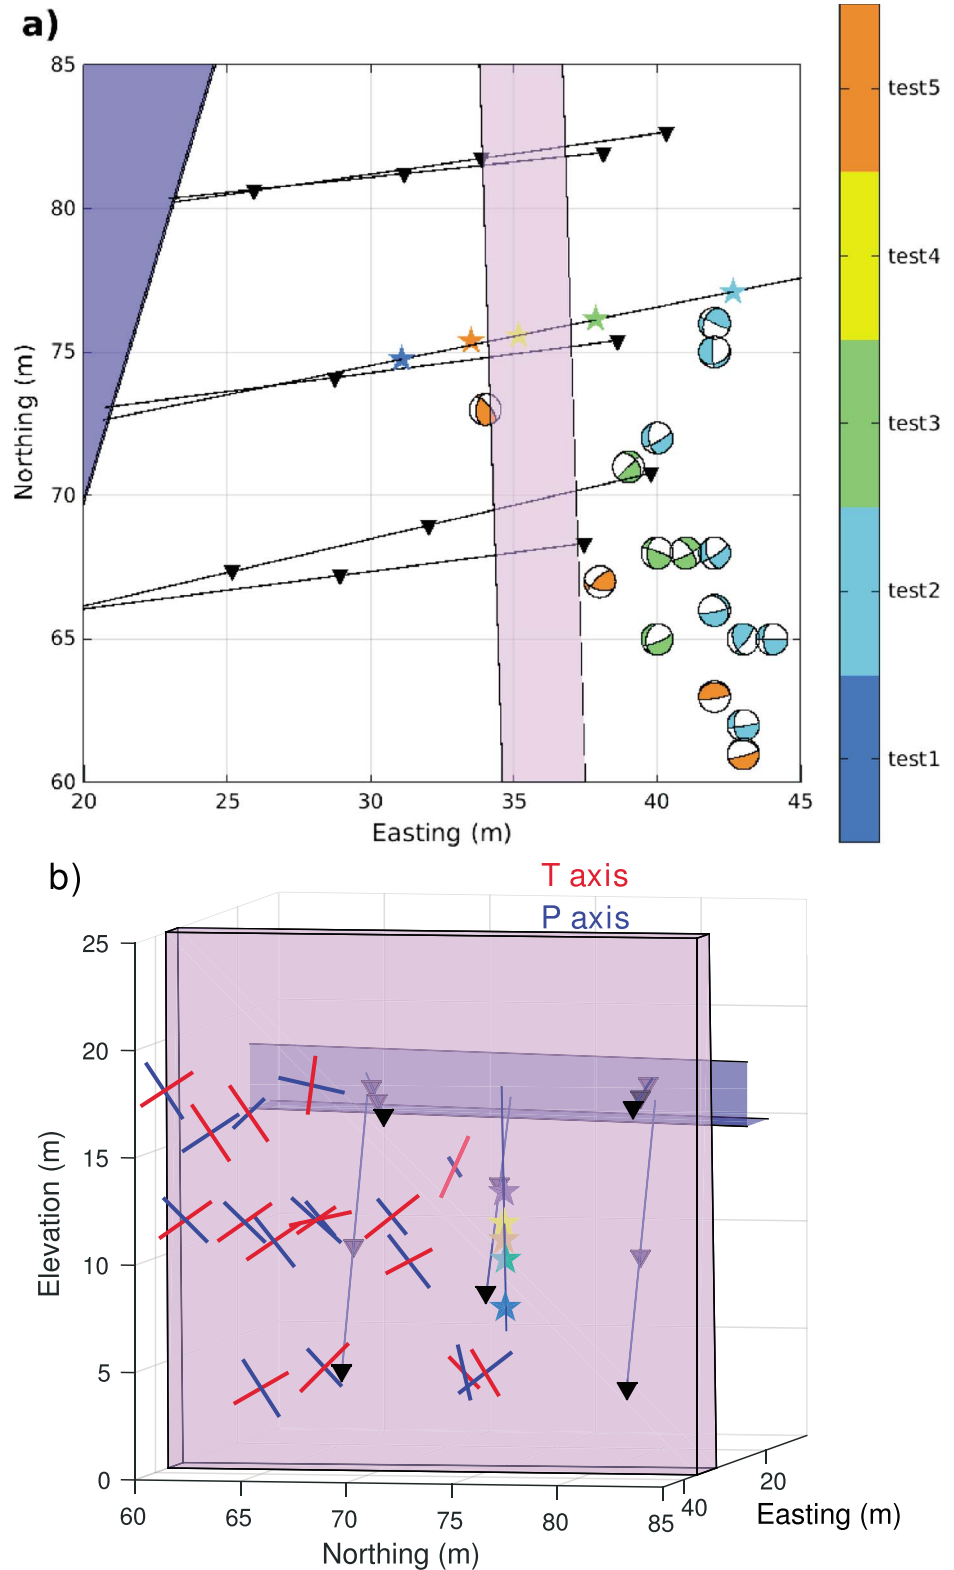 a)
85
80
75
70
65
60
Northing (m)
20 25 30 35 40 45
Easting (m)
test5
test4
test3
test2
test1
b)
T axis
P axis
25
20
15
10
5
0
Elevation (m)
60 65 70 75 80 85
Northing (m)
40 20
Easting (m)